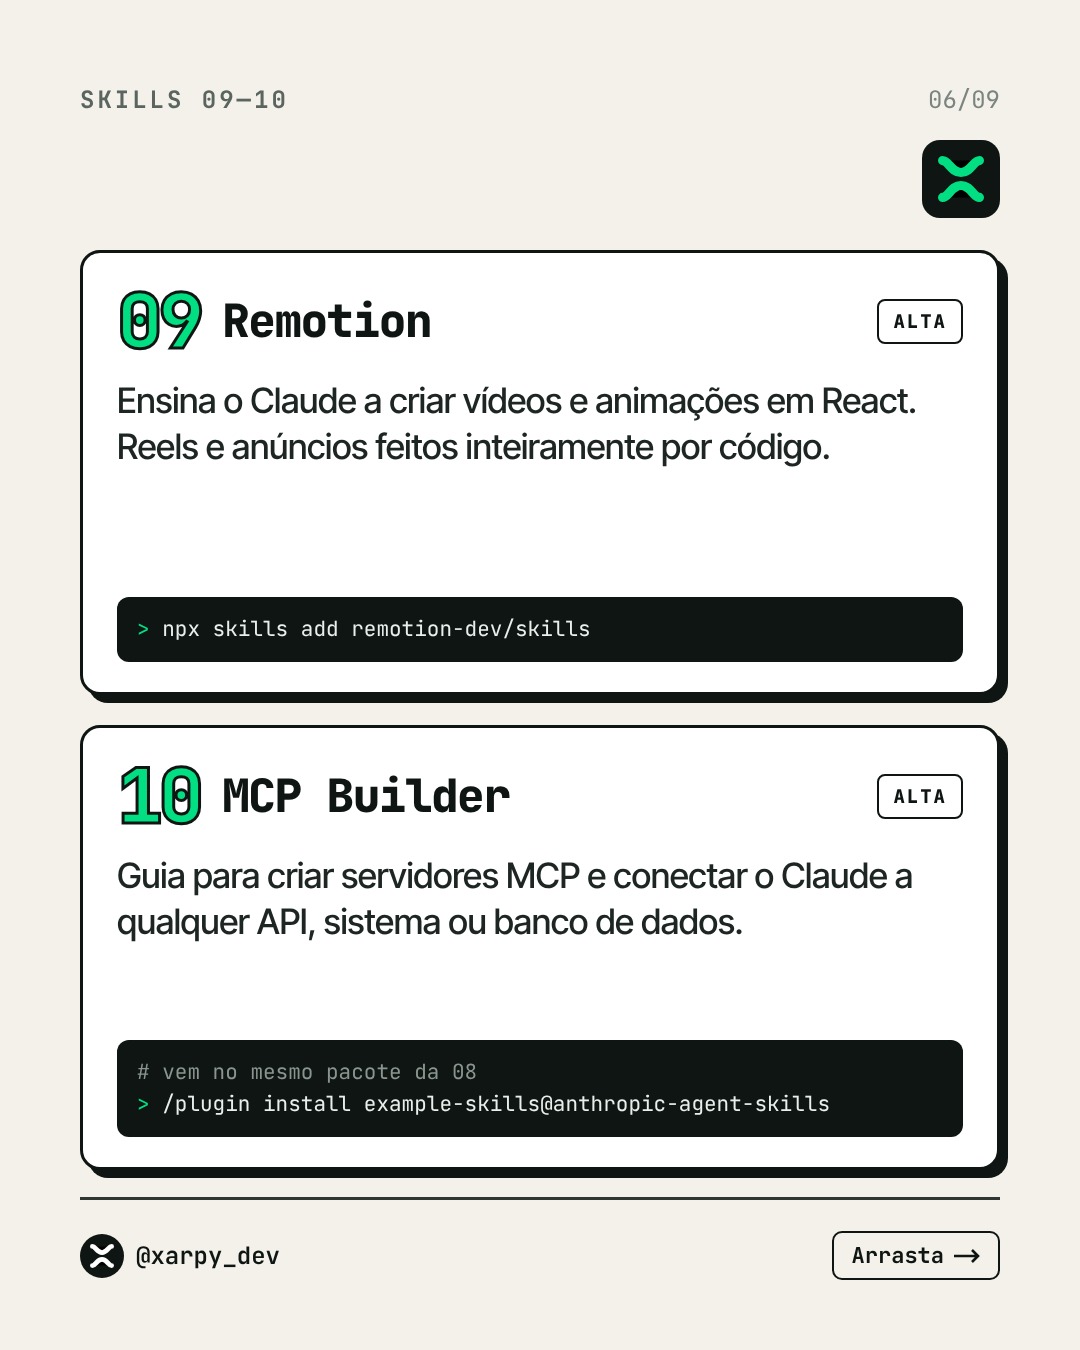 SKILLS 09—10
06/09
09 Remotion
ALTA
Ensina o Claude a criar vídeos e animações em React.
Reels e anúncios feitos inteiramente por código.
> npx skills add remotion-dev/skills
10 MCP Builder
ALTA
Guia para criar servidores MCP e conectar o Claude a
qualquer API, sistema ou banco de dados.
# vem no mesmo pacote da 08
> /plugin install example-skills@anthropic-agent-skills
@xarpy_dev
Arrasta →